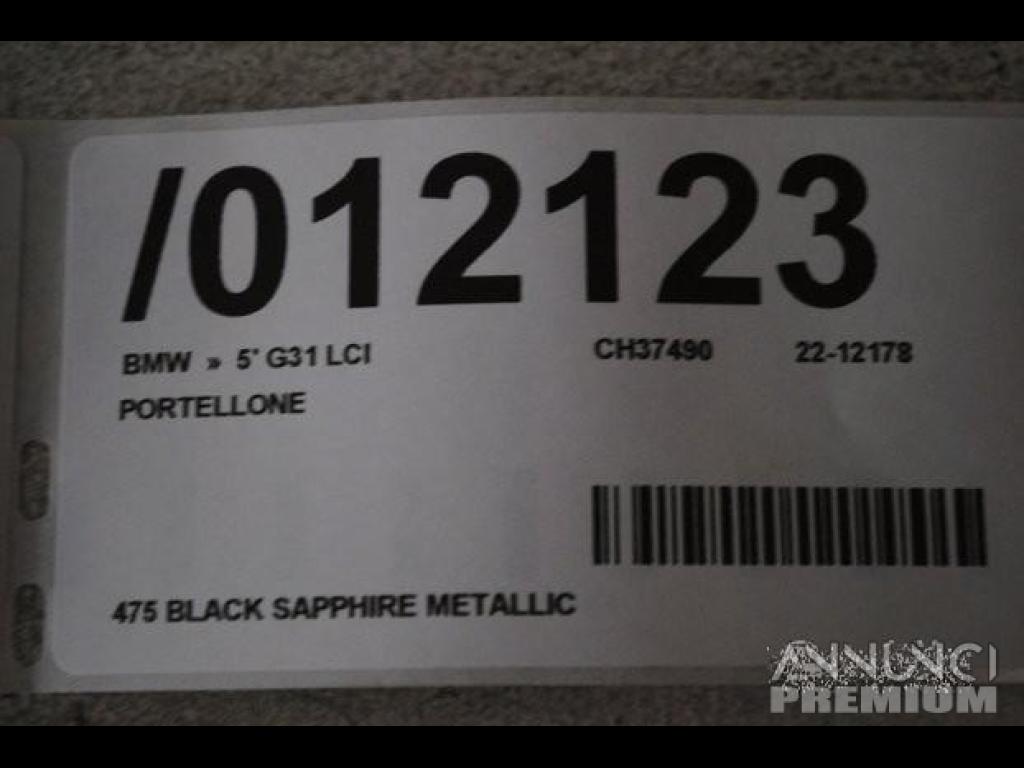 /012123
BMW » 5' G31 LCI CH37490 22-12178
PORTELLONE
475 BLACK SAPPHIRE METALLIC
ANNUNCI
PREMIUM